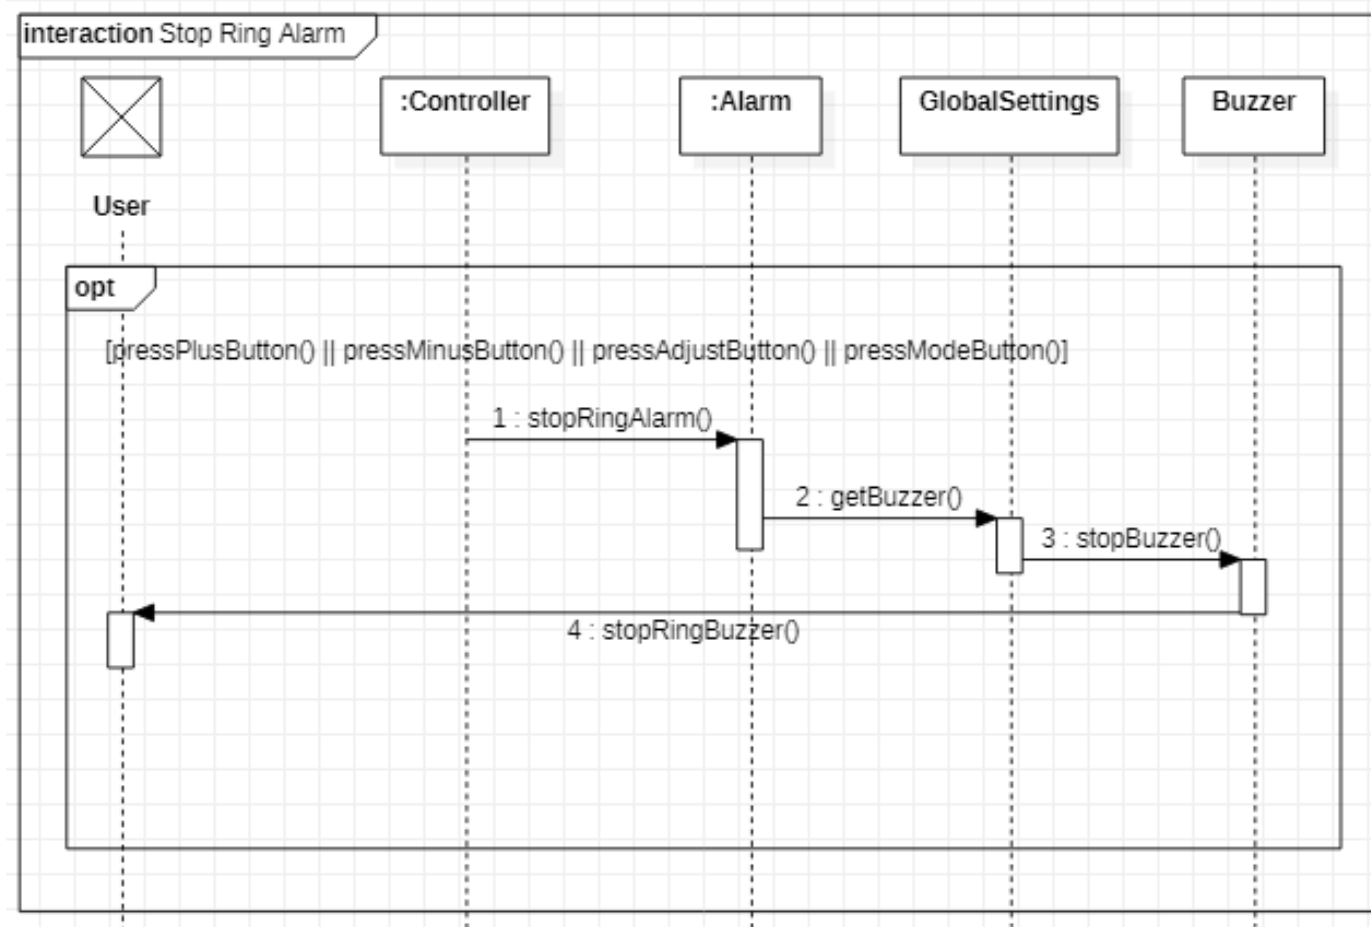 interaction Stop Ring Alarm
:Controller
:Alarm
GlobalSettings
Buzzer
User
opt
[pressPlusButton() || pressMinusButton() || pressAdjustButton() || pressModeButton()]
1 : stopRingAlarm()
2 : getBuzzer()
3 : stopBuzzer()
4 : stopRingBuzzer()